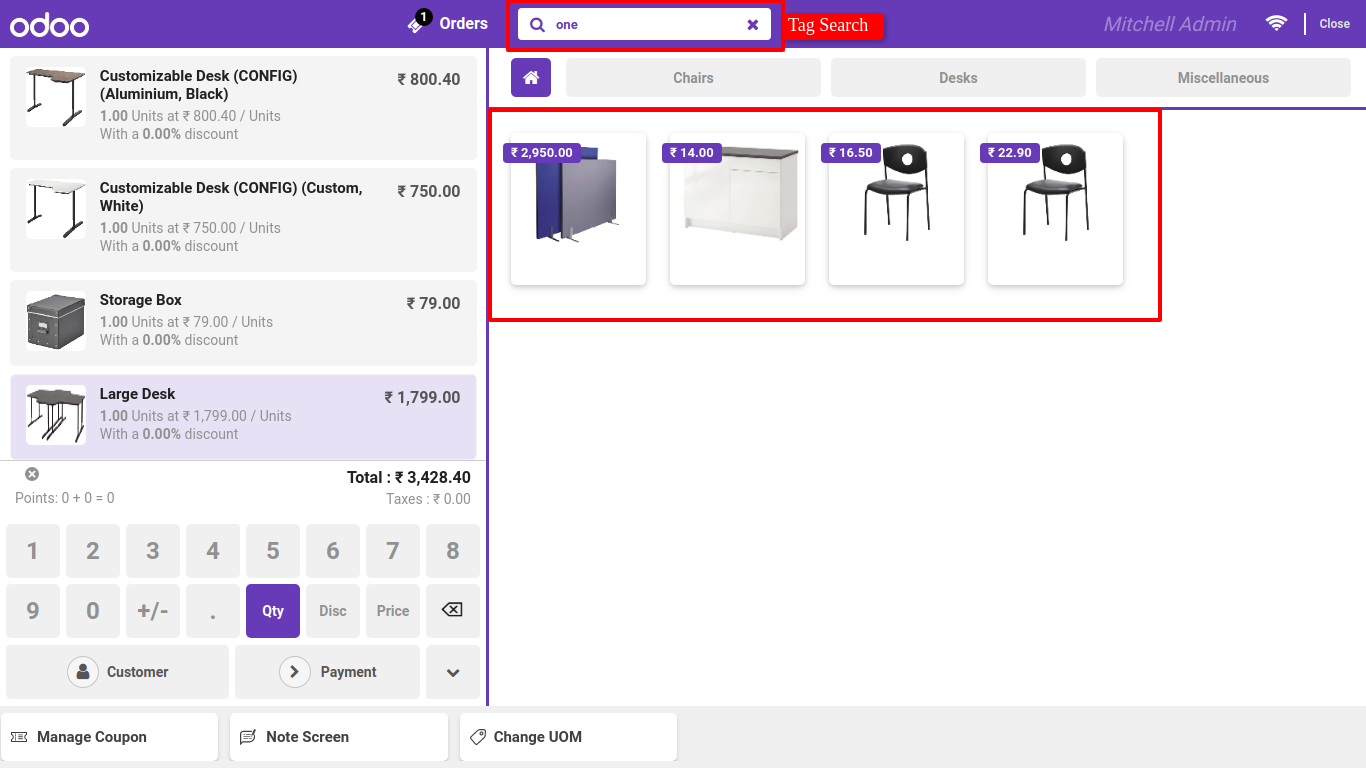 odoo
1
Orders
one
Tag Search
Mitchell Admin
Close
Customizable Desk (CONFIG)
(Aluminium, Black)
₹ 800.40
1.00 Units at ₹ 800.40 / Units
With a 0.00% discount
Customizable Desk (CONFIG) (Custom,
White)
₹ 750.00
1.00 Units at ₹ 750.00 / Units
With a 0.00% discount
Storage Box
₹ 79.00
1.00 Units at ₹ 79.00 / Units
With a 0.00% discount
Large Desk
₹ 1,799.00
1.00 Units at ₹ 1,799.00 / Units
With a 0.00% discount
Total : ₹ 3,428.40
Points: 0 + 0 = 0
Taxes : ₹ 0.00
1 2 3 4 5 6 7 8
9 0 +/- . Qty Disc Price
Customer
Payment
Chairs
Desks
Miscellaneous
₹ 2,950.00
₹ 14.00
₹ 16.50
₹ 22.90
Manage Coupon
Note Screen
Change UOM